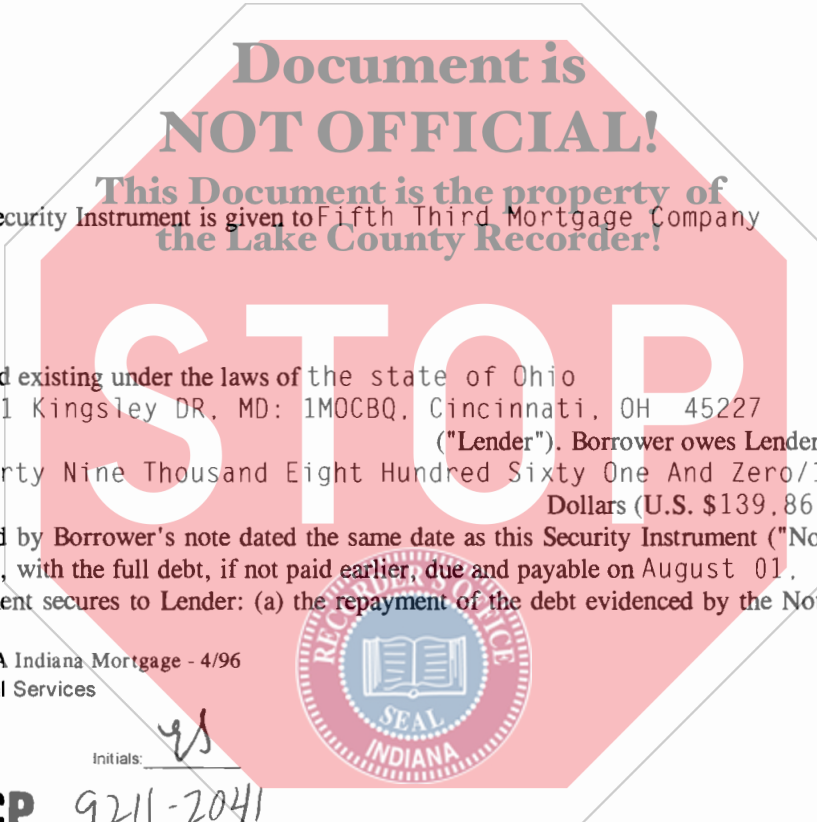 Document is
NOT OFFICIAL!
This Document is the property of
ecurity Instrument is given to Fifth Third Mortgage Company
the Lake County Recorder!
STOP
d existing under the laws of the state of Ohio
1 Kingsley DR, MD: 1MOCBQ, Cincinnati, OH 45227
("Lender"). Borrower owes Lender
rty Nine Thousand Eight Hundred Sixty One And Zero/1
Dollars (U.S. $139,86
d by Borrower's note dated the same date as this Security Instrument ("No
, with the full debt, if not paid earlier, due and payable on August 01,
ent secures to Lender: (a) the repayment of the debt evidenced by the No
RECORDER'S OFFICE
SEAL
INDIANA
A Indiana Mortgage - 4/96
l Services
Initials:
CP 9211-2041